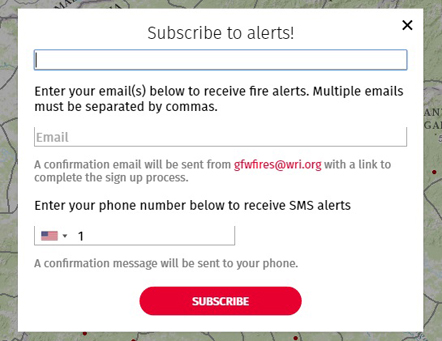 Subscribe to alerts!
Enter your email(s) below to receive fire alerts. Multiple emails
must be separated by commas.
Email
A confirmation email will be sent from gfwfires@wri.org with a link to
complete the sign up process.
Enter your phone number below to receive SMS alerts
1
A confirmation message will be sent to your phone.
SUBSCRIBE